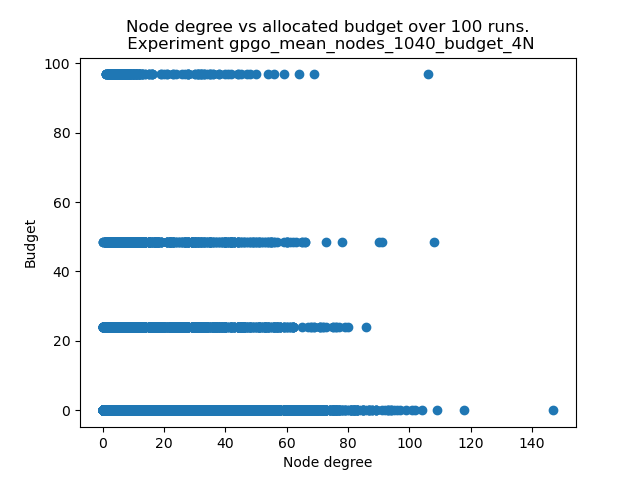 Node degree vs allocated budget over 100 runs.
Experiment gpgo_mean_nodes_1040_budget_4N
100
80
60
40
20
0
Budget
0 20 40 60 80 100 120 140
Node degree